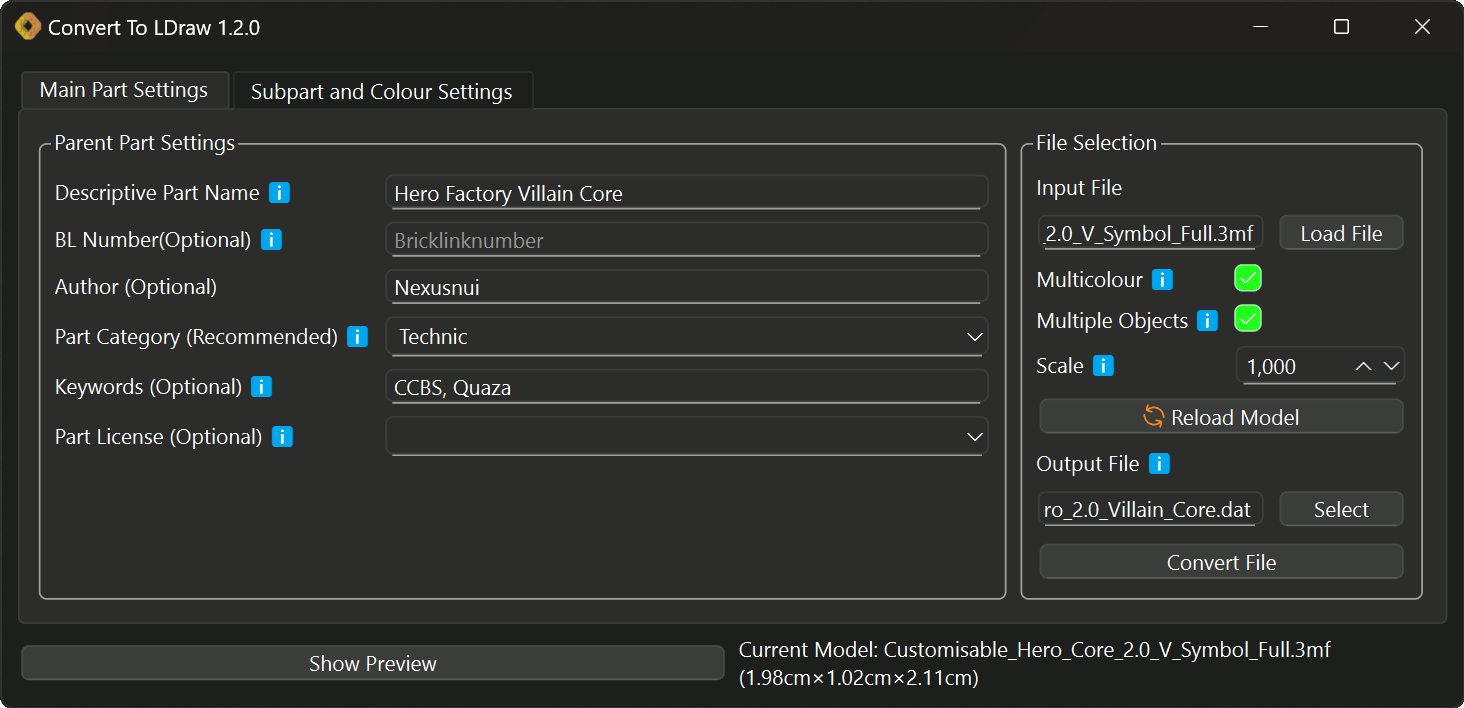 Convert To LDraw 1.2.0
Main Part Settings
Subpart and Colour Settings
Parent Part Settings
Descriptive Part Name i
Hero Factory Villain Core
BL Number(Optional) i
Bricklinknumber
Author (Optional)
Nexusnui
Part Category (Recommended) i
Technic
Keywords (Optional) i
CCBS, Quaza
Part License (Optional) i
File Selection
Input File
2.0_V_Symbol_Full.3mf
Load File
Multicolour i
Multiple Objects i
Scale i
1,000
Reload Model
Output File i
ro_2.0_Villain_Core.dat
Select
Convert File
Show Preview
Current Model: Customisable_Hero_Core_2.0_V_Symbol_Full.3mf
(1.98cm×1.02cm×2.11cm)